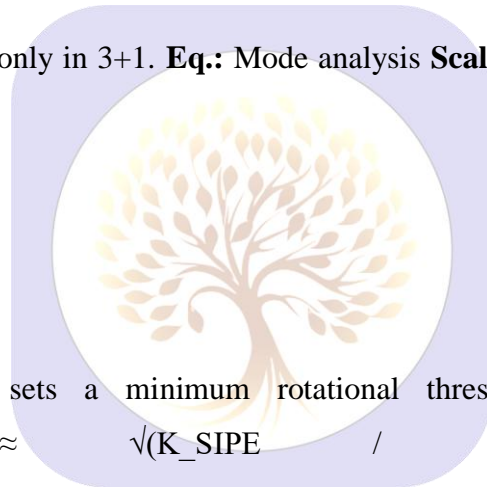 only in 3+1. Eq.: Mode analysis Scal
sets a minimum rotational thres
≈ √(K_SIPE /